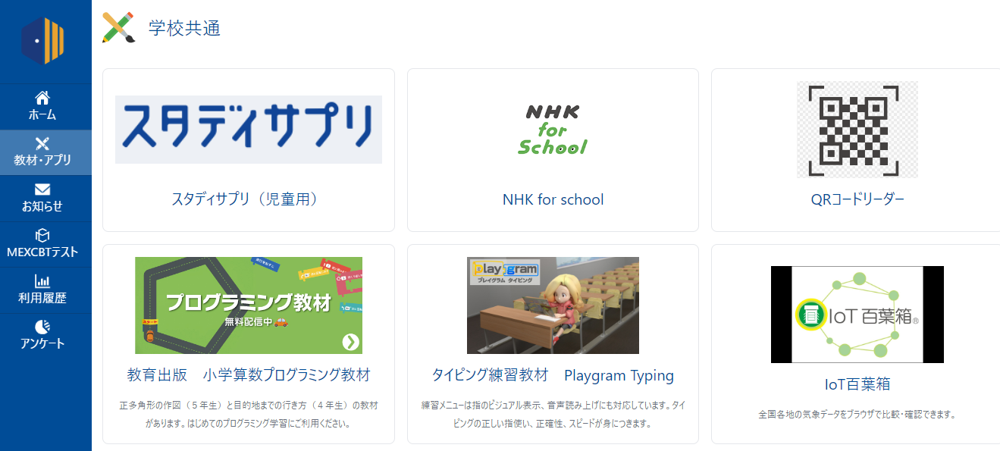 学校共通
ホーム
教材・アプリ
お知らせ
MEXCBTテスト
利用履歴
アンケート
スタディサプリ
スタディサプリ（児童用）
NHK
for
School
NHK for school
QRコードリーダー
プログラミング教材
無料配信中
スタート
教育出版　小学算数プログラミング教材
正多角形の作図（５年生）と目的地までの行き方（４年生）の教材
があります。はじめてのプログラミング学習にご利用ください。
playgram
プレイグラム タイピング
タイピング練習教材　Playgram Typing
練習メニューは指のビジュアル表示、音声読み上げにも対応しています。タイ
ピングの正しい指使い、正確性、スピードが身につきます。
IoT 百葉箱®
IoT百葉箱
全国各地の気象データをブラウザで比較・確認できます。